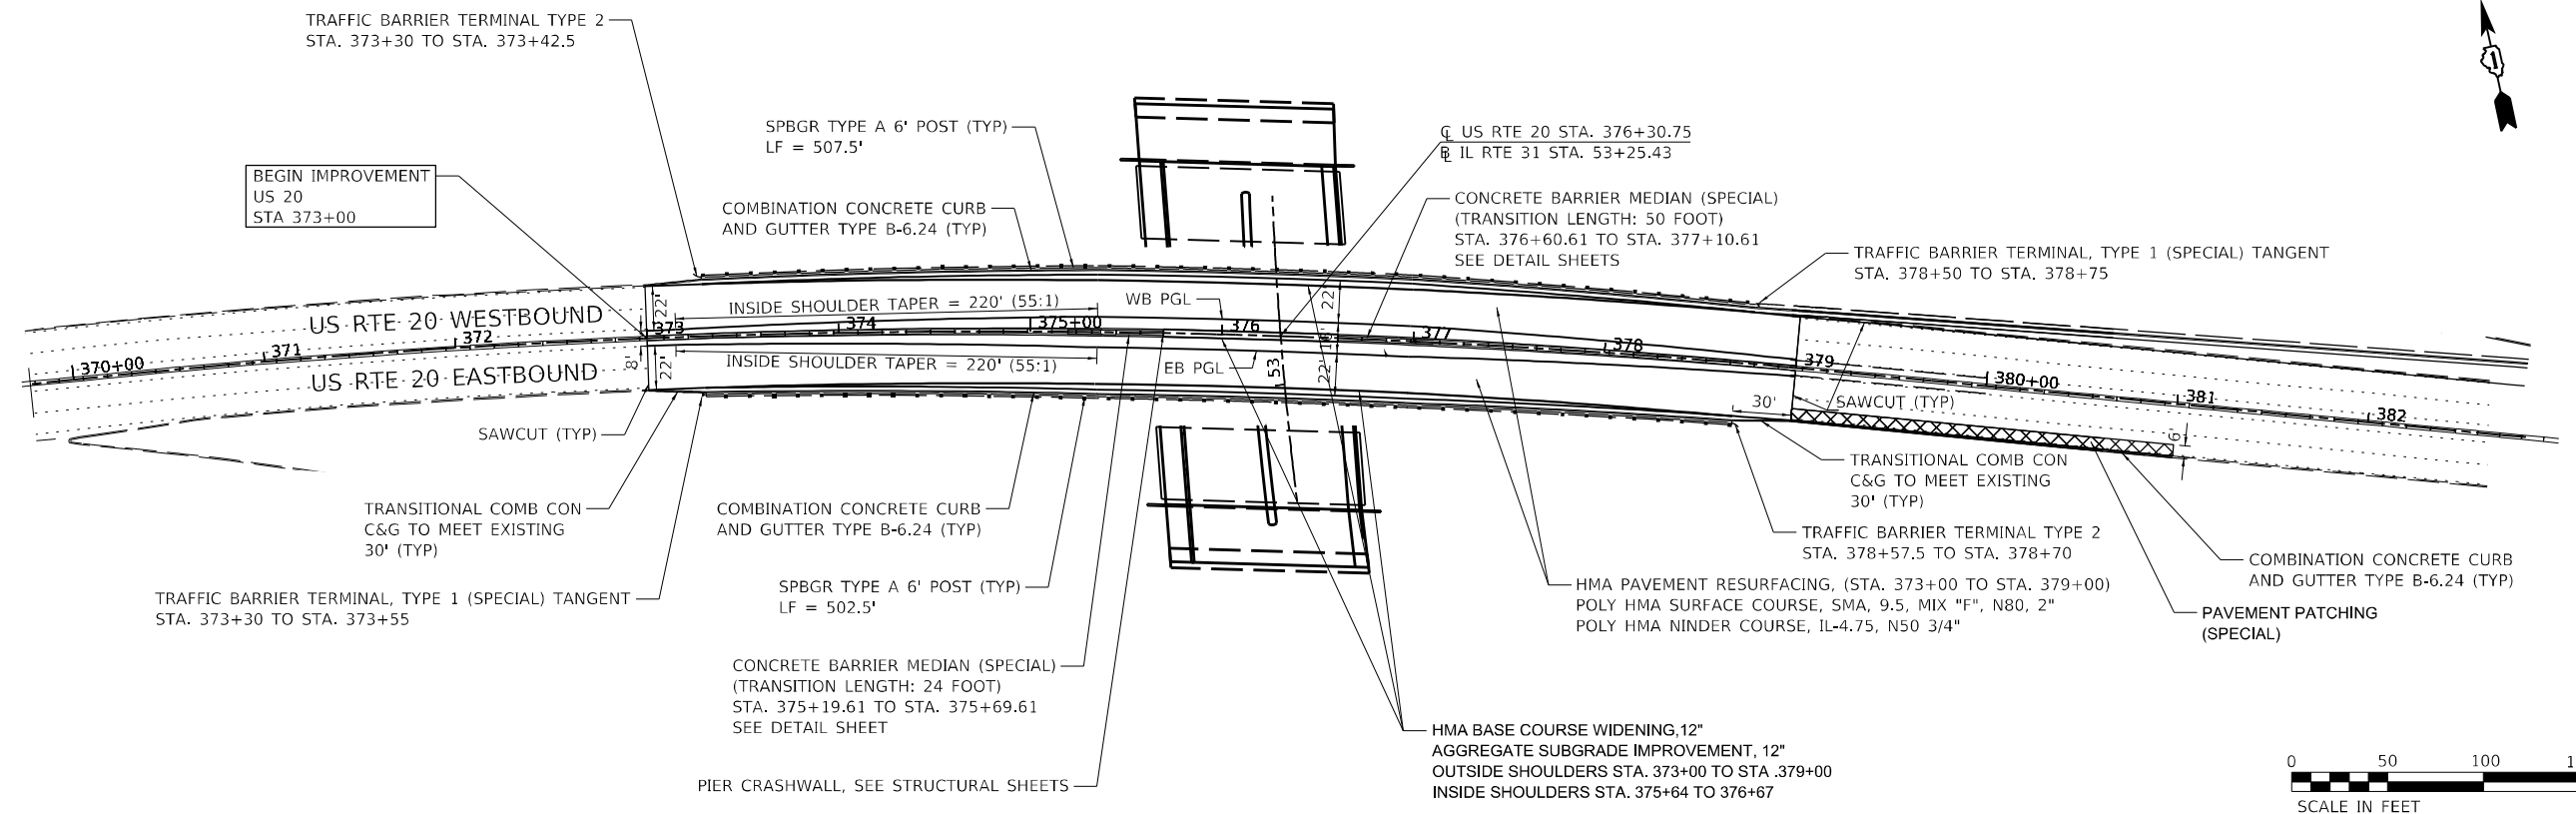 TRAFFIC BARRIER TERMINAL TYPE 2
STA. 373+30 TO STA. 373+42.5
SPBGR TYPE A 6' POST (TYP)
LF = 507.5'
BEGIN IMPROVEMENT
US 20
STA 373+00
COMBINATION CONCRETE CURB
AND GUTTER TYPE B-6.24 (TYP)
℄ US RTE 20 STA. 376+30.75
B IL RTE 31 STA. 53+25.43
CONCRETE BARRIER MEDIAN (SPECIAL)
(TRANSITION LENGTH: 50 FOOT)
STA. 376+60.61 TO STA. 377+10.61
SEE DETAIL SHEETS
TRAFFIC BARRIER TERMINAL, TYPE 1 (SPECIAL) TANGENT
STA. 378+50 TO STA. 378+75
US RTE 20 WESTBOUND
US RTE 20 EASTBOUND
INSIDE SHOULDER TAPER = 220' (55:1)
INSIDE SHOULDER TAPER = 220' (55:1)
WB PGL
EB PGL
370+00
371
372
373
374
375+00
376
377
378
379
380+00
381
382
53
22'
8'
22'
22'
22'
30'
6'
SAWCUT (TYP)
SAWCUT (TYP)
TRANSITIONAL COMB CON
C&G TO MEET EXISTING
30' (TYP)
COMBINATION CONCRETE CURB
AND GUTTER TYPE B-6.24 (TYP)
TRANSITIONAL COMB CON
C&G TO MEET EXISTING
30' (TYP)
TRAFFIC BARRIER TERMINAL TYPE 2
STA. 378+57.5 TO STA. 378+70
COMBINATION CONCRETE CURB
AND GUTTER TYPE B-6.24 (TYP)
TRAFFIC BARRIER TERMINAL, TYPE 1 (SPECIAL) TANGENT
STA. 373+30 TO STA. 373+55
SPBGR TYPE A 6' POST (TYP)
LF = 502.5'
HMA PAVEMENT RESURFACING, (STA. 373+00 TO STA. 379+00)
POLY HMA SURFACE COURSE, SMA, 9.5, MIX "F", N80, 2"
POLY HMA NINDER COURSE, IL-4.75, N50 3/4"
PAVEMENT PATCHING
(SPECIAL)
CONCRETE BARRIER MEDIAN (SPECIAL)
(TRANSITION LENGTH: 24 FOOT)
STA. 375+19.61 TO STA. 375+69.61
SEE DETAIL SHEET
HMA BASE COURSE WIDENING,12"
AGGREGATE SUBGRADE IMPROVEMENT, 12"
OUTSIDE SHOULDERS STA. 373+00 TO STA .379+00
INSIDE SHOULDERS STA. 375+64 TO 376+67
PIER CRASHWALL, SEE STRUCTURAL SHEETS
0 50 100
SCALE IN FEET